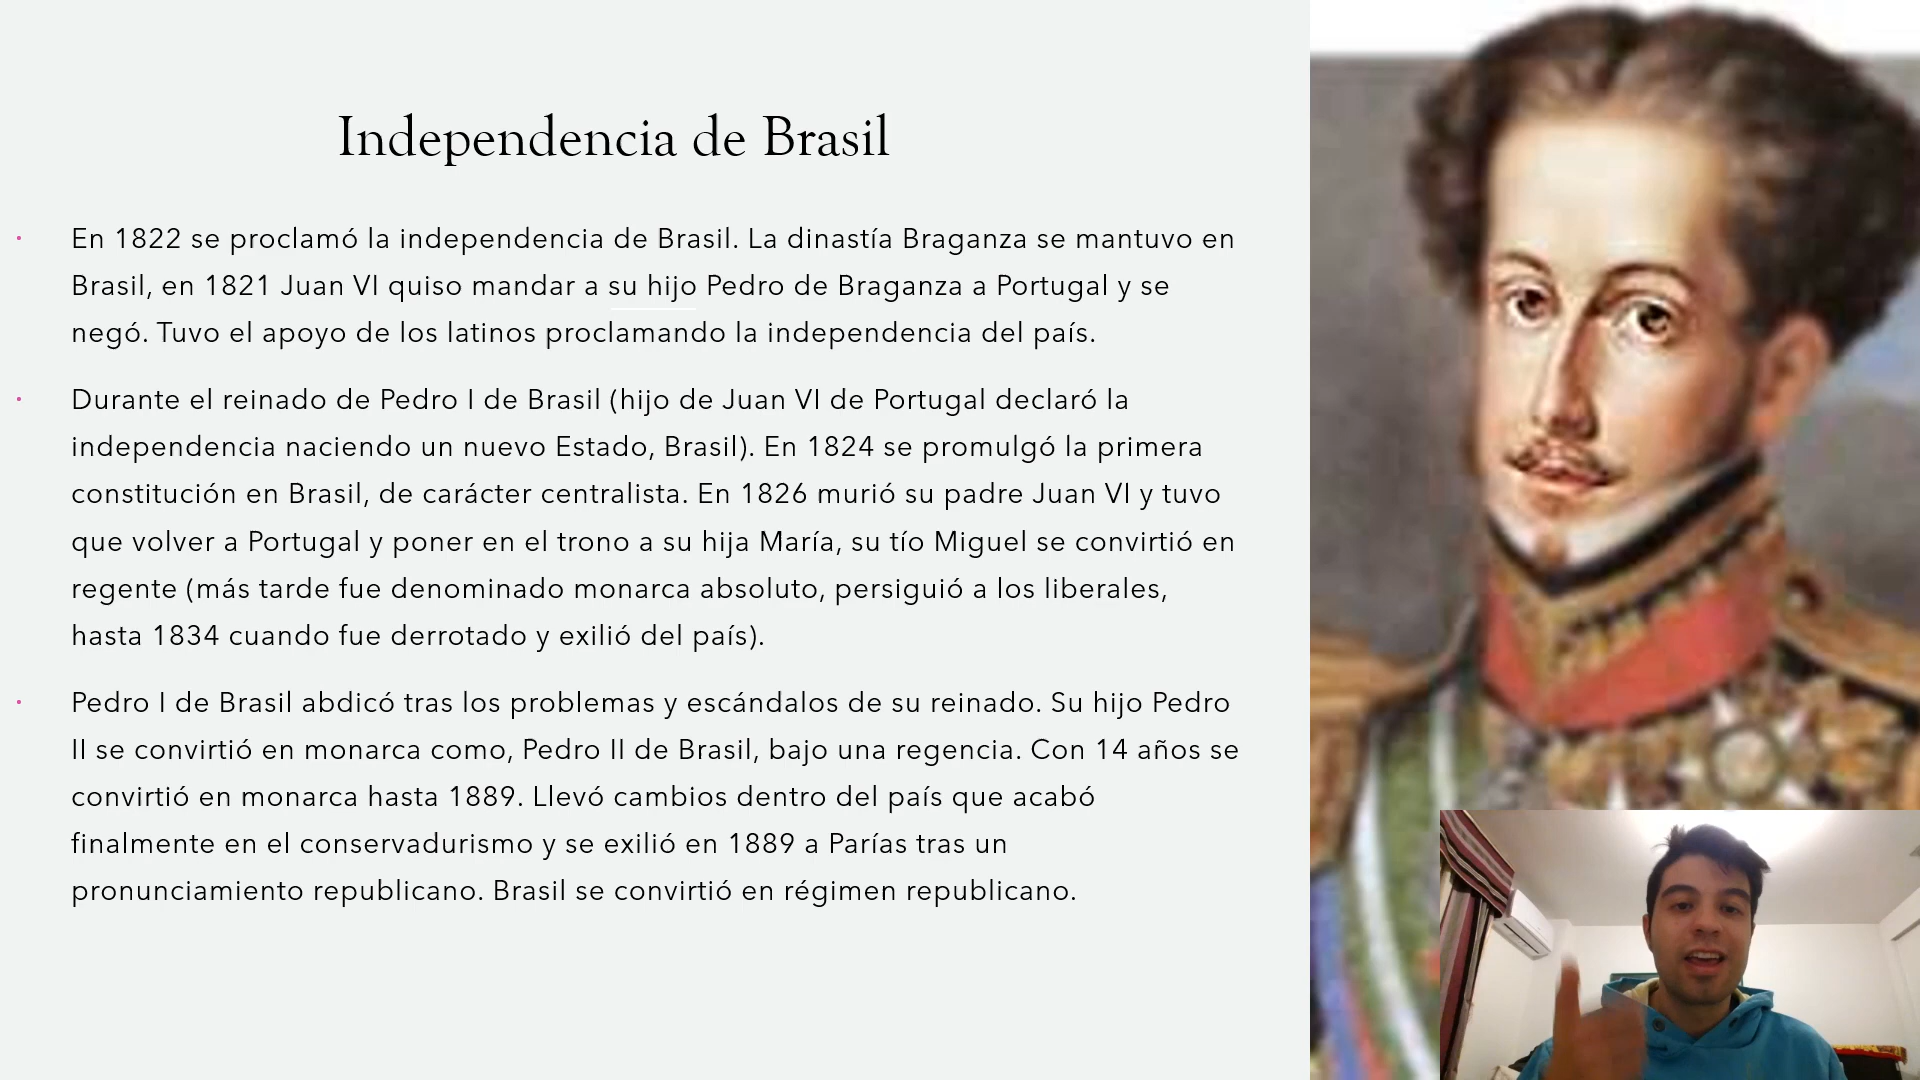 Independencia de Brasil
· En 1822 se proclamó la independencia de Brasil. La dinastía Braganza se mantuvo en
Brasil, en 1821 Juan VI quiso mandar a su hijo Pedro de Braganza a Portugal y se
negó. Tuvo el apoyo de los latinos proclamando la independencia del país.
· Durante el reinado de Pedro I de Brasil (hijo de Juan VI de Portugal declaró la
independencia naciendo un nuevo Estado, Brasil). En 1824 se promulgó la primera
constitución en Brasil, de carácter centralista. En 1826 murió su padre Juan VI y tuvo
que volver a Portugal y poner en el trono a su hija María, su tío Miguel se convirtió en
regente (más tarde fue denominado monarca absoluto, persiguió a los liberales,
hasta 1834 cuando fue derrotado y exilió del país).
· Pedro I de Brasil abdicó tras los problemas y escándalos de su reinado. Su hijo Pedro
II se convirtió en monarca como, Pedro II de Brasil, bajo una regencia. Con 14 años se
convirtió en monarca hasta 1889. Llevó cambios dentro del país que acabó
finalmente en el conservadurismo y se exilió en 1889 a Parías tras un
pronunciamiento republicano. Brasil se convirtió en régimen republicano.